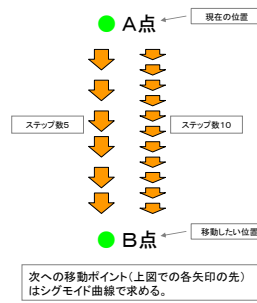 A点
現在の位置
ステップ数5
ステップ数10
B点
移動したい位置
次への移動ポイント(上図での各矢印の先)
はシグモイド曲線で求める。